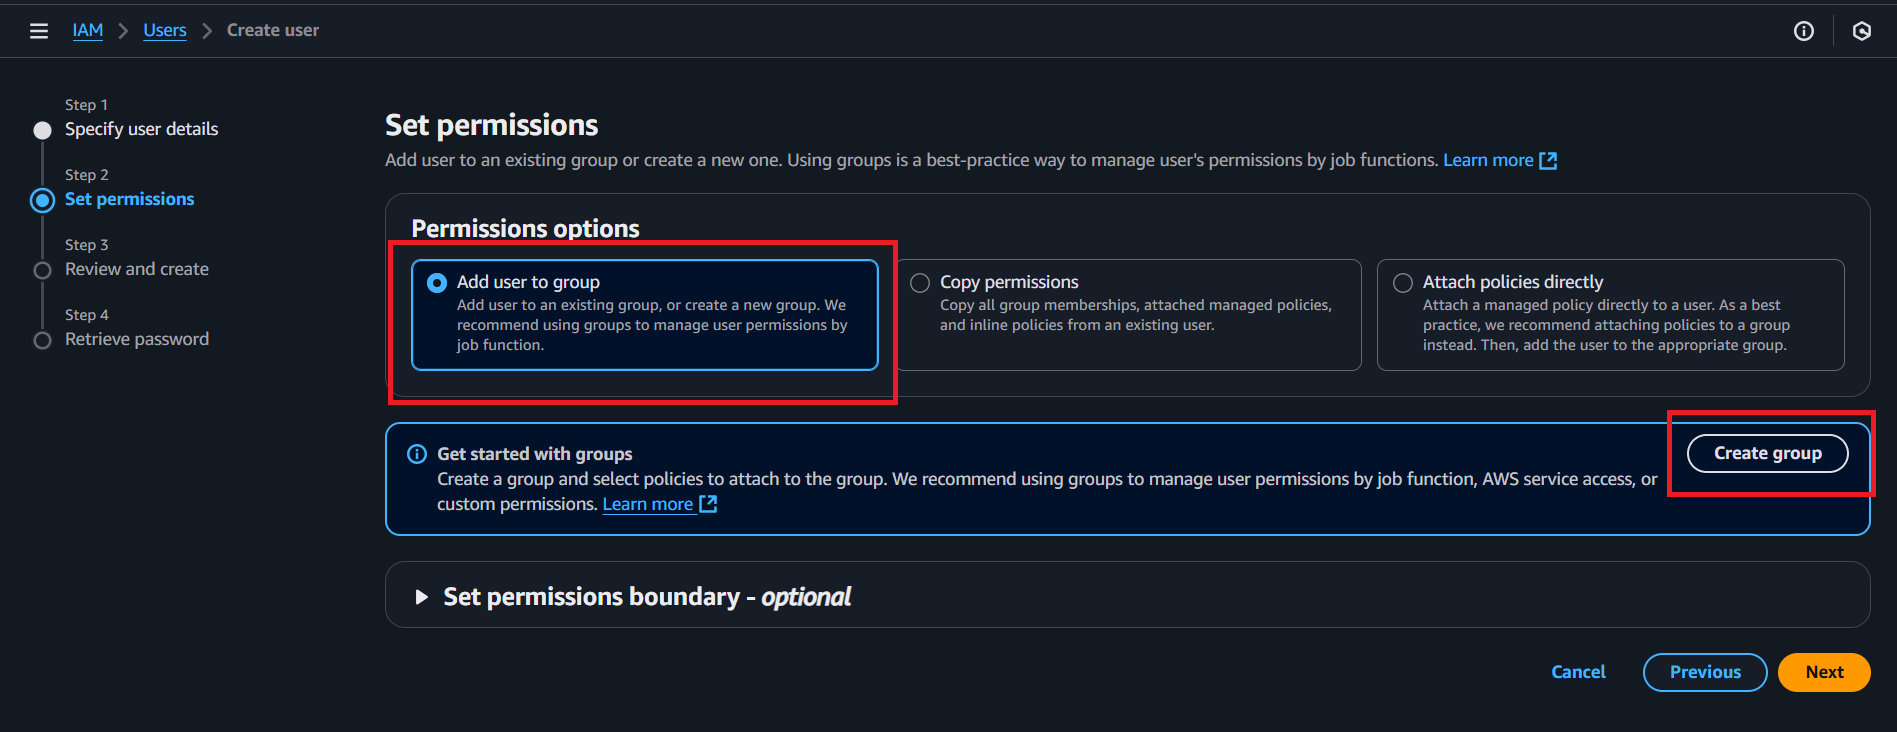 IAM > Users > Create user
Step 1
Specify user details
Step 2
Set permissions
Step 3
Review and create
Step 4
Retrieve password
Set permissions
Add user to an existing group or create a new one. Using groups is a best-practice way to manage user's permissions by job functions. Learn more
Permissions options
Add user to group
Add user to an existing group, or create a new group. We
recommend using groups to manage user permissions by
job function.
Copy permissions
Copy all group memberships, attached managed policies,
and inline policies from an existing user.
Attach policies directly
Attach a managed policy directly to a user. As a best
practice, we recommend attaching policies to a group
instead. Then, add the user to the appropriate group.
Get started with groups
Create a group and select policies to attach to the group. We recommend using groups to manage user permissions by job function, AWS service access, or
custom permissions. Learn more
Create group
Set permissions boundary - optional
Cancel
Previous
Next